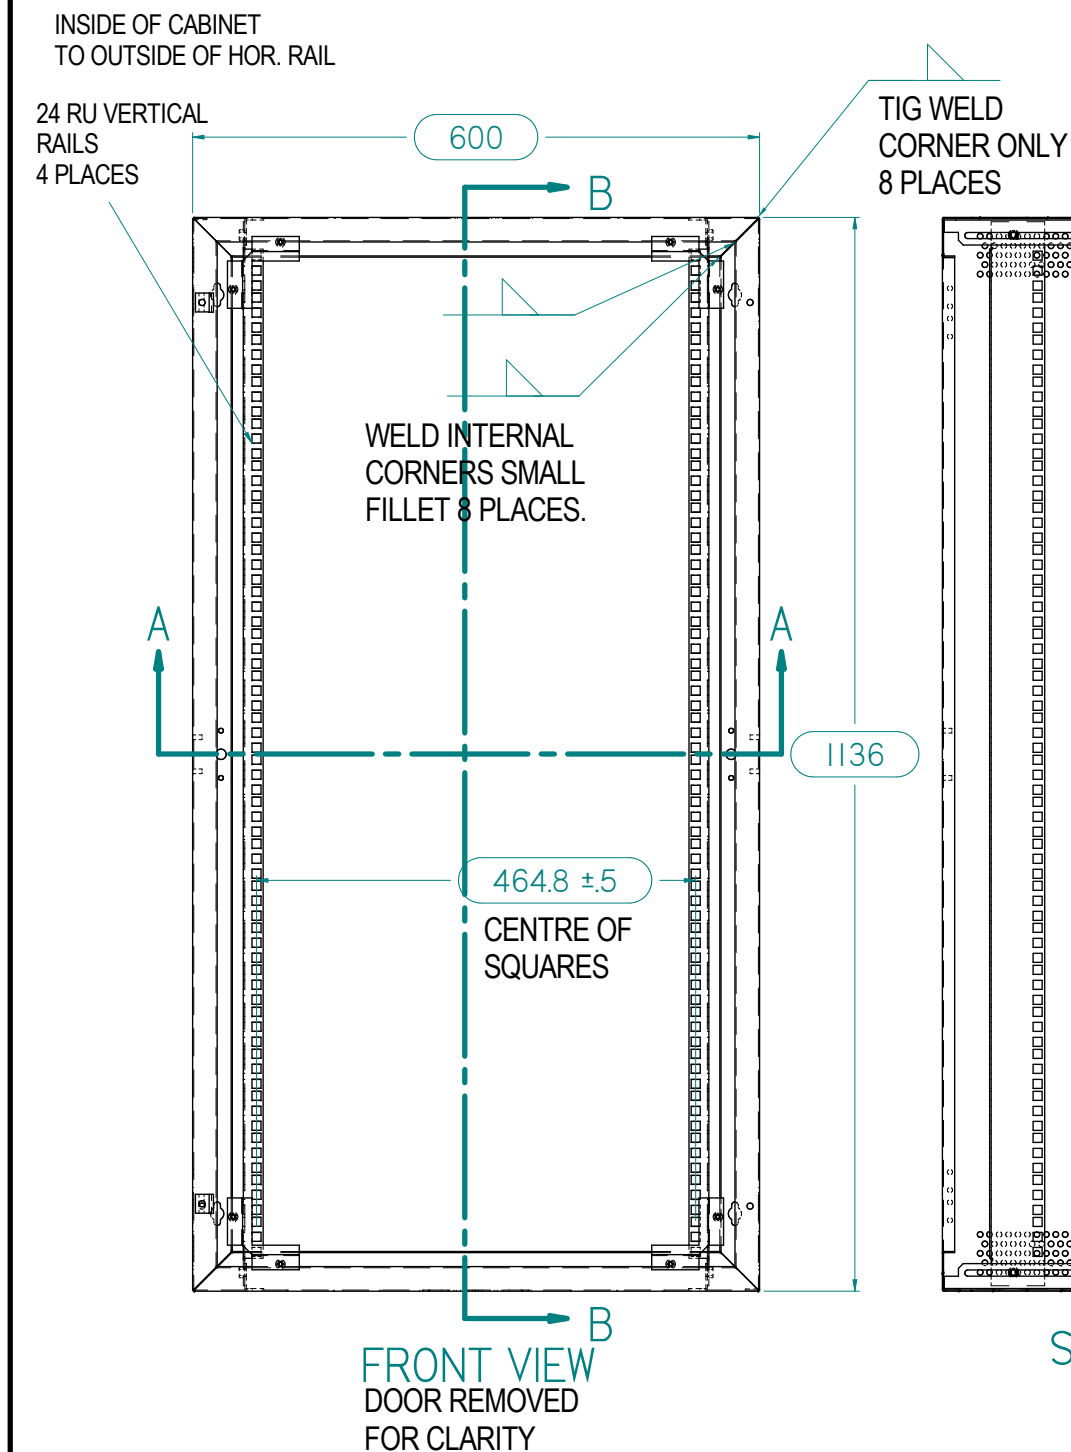 INSIDE OF CABINET
TO OUTSIDE OF HOR. RAIL
24 RU VERTICAL
RAILS
4 PLACES
600
TIG WELD
CORNER ONLY
8 PLACES
B
WELD INTERNAL
CORNERS SMALL
FILLET 8 PLACES.
A
A
1136
464.8 ±.5
CENTRE OF
SQUARES
B
FRONT VIEW
DOOR REMOVED
FOR CLARITY
S